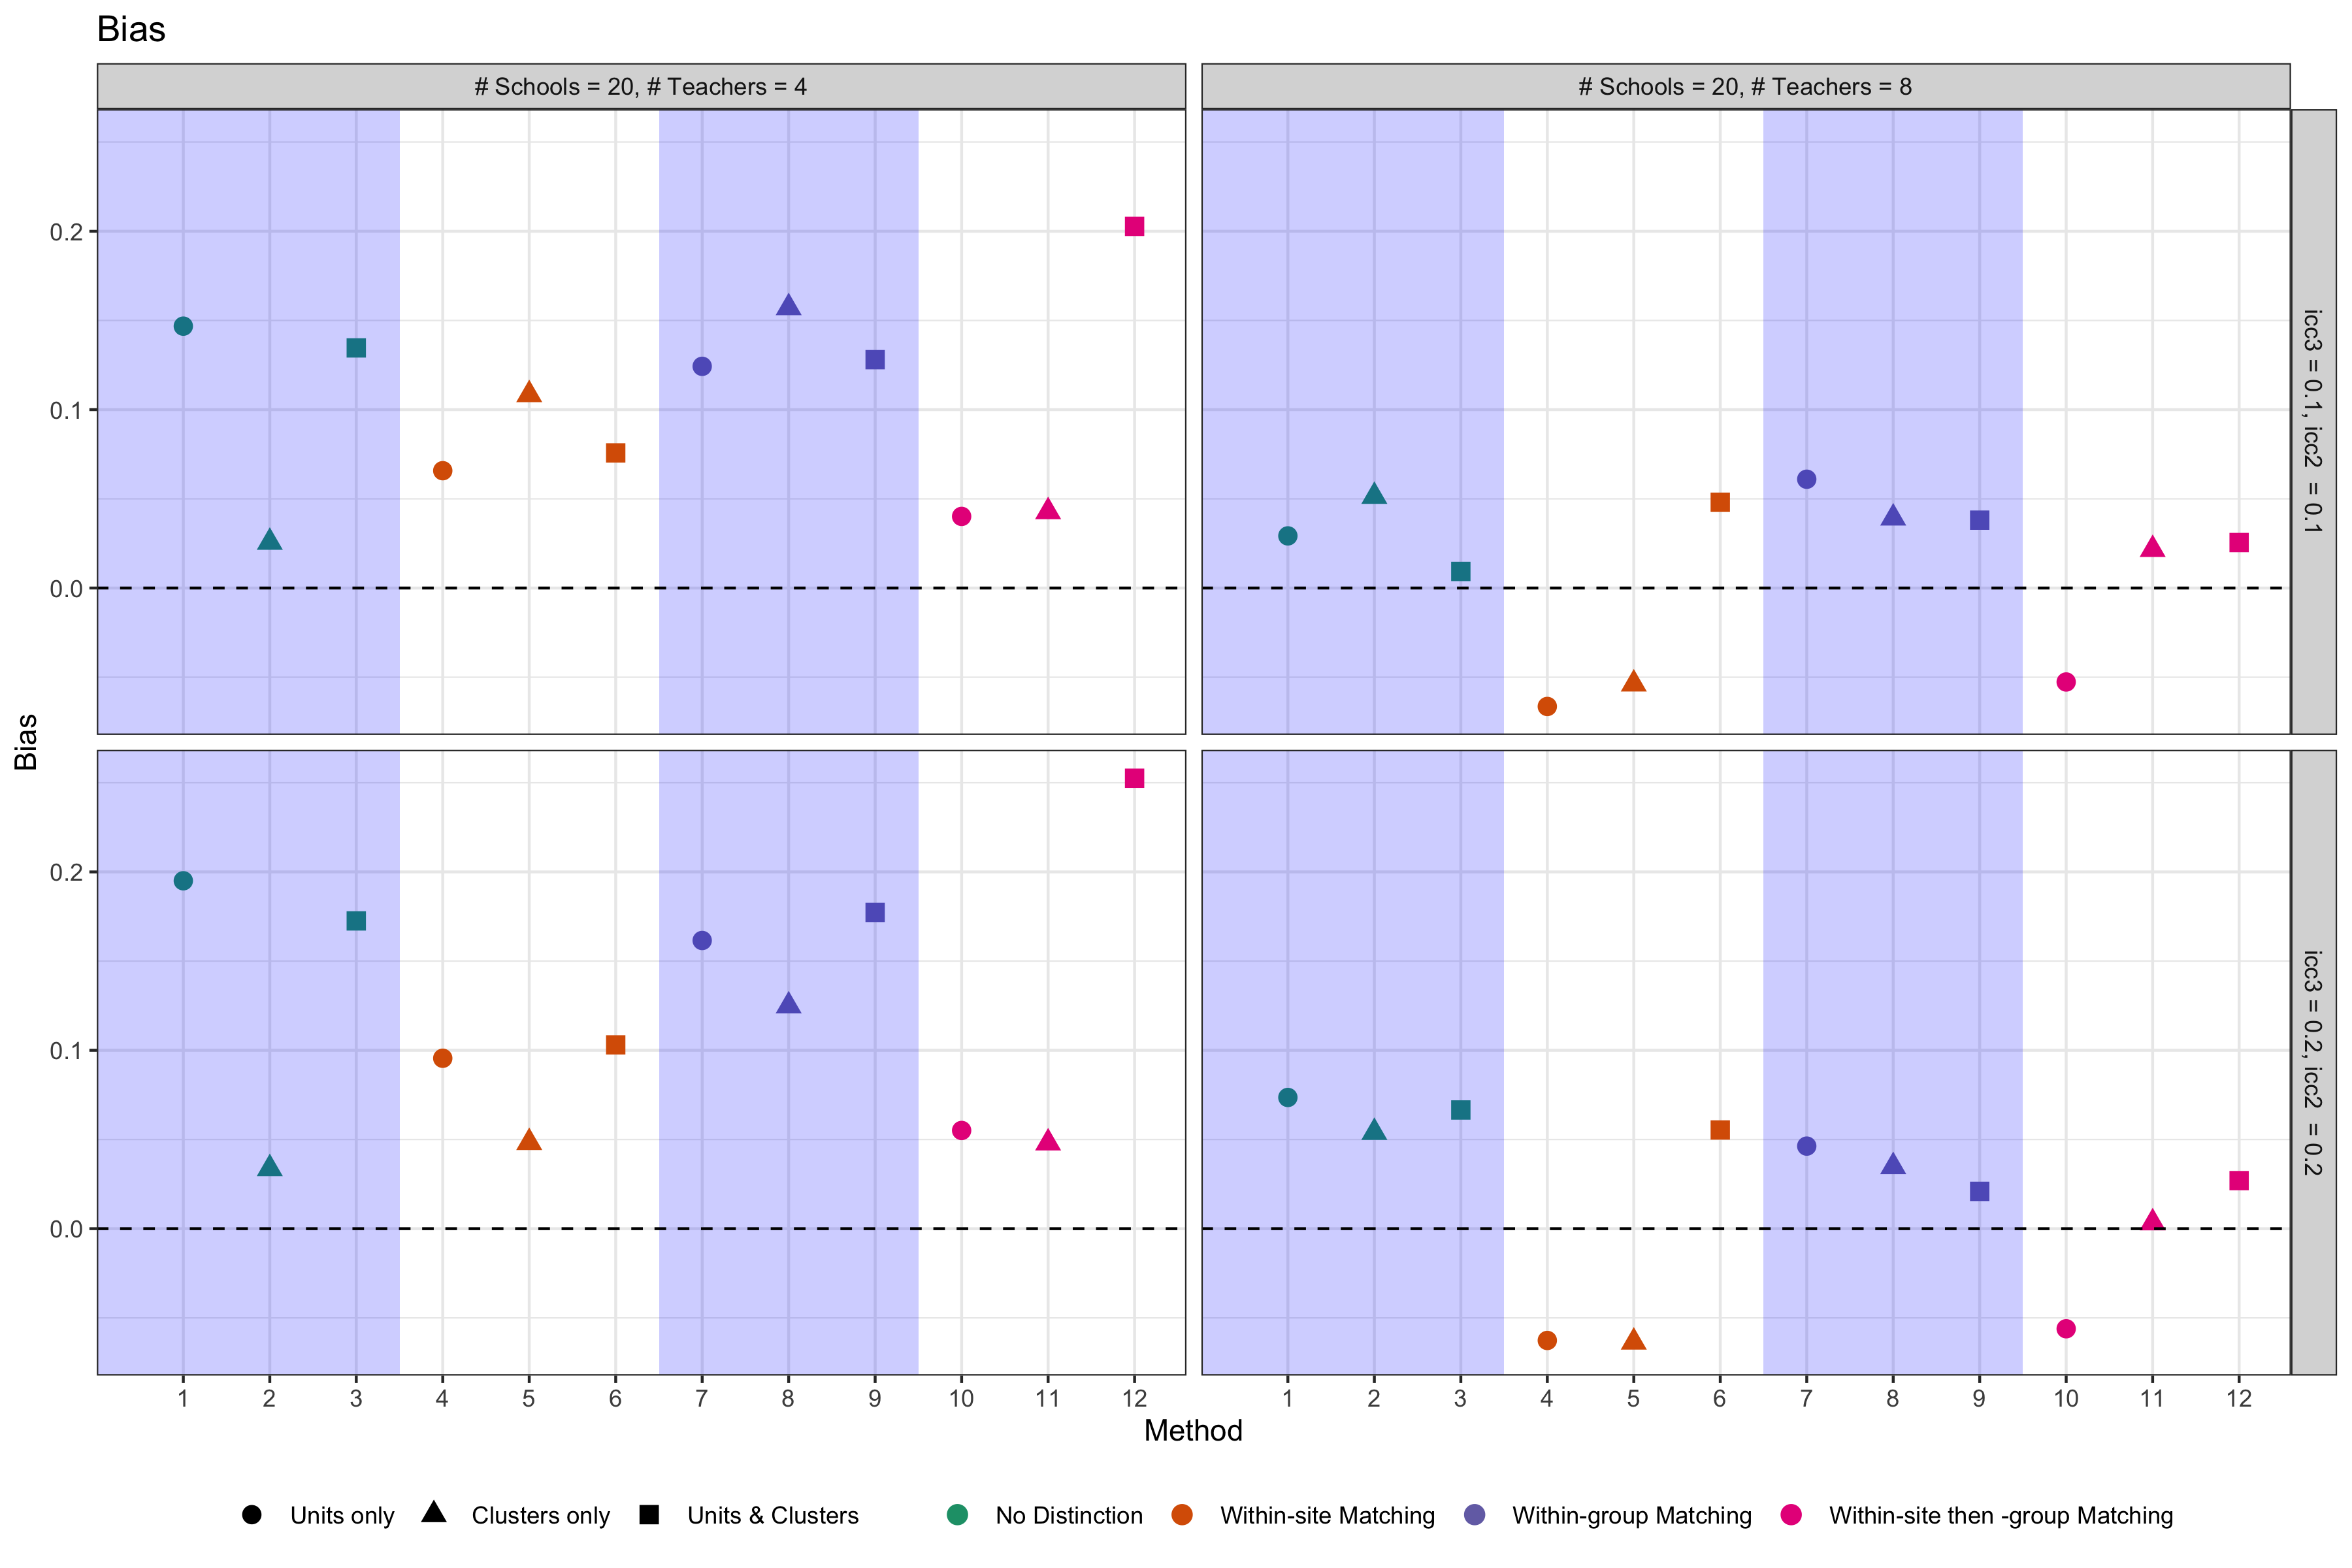 Bias
# Schools = 20, # Teachers = 4
# Schools = 20, # Teachers = 8
0.2
0.1
0.0
icc3 = 0.1, icc2  = 0.1
Bias
0.2
0.1
0.0
icc3 = 0.2, icc2  = 0.2
1 2 3 4 5 6 7 8 9 10 11 12
1 2 3 4 5 6 7 8 9 10 11 12
Method
Units only Clusters only Units & Clusters No Distinction Within-site Matching Within-group Matching Within-site then -group Matching